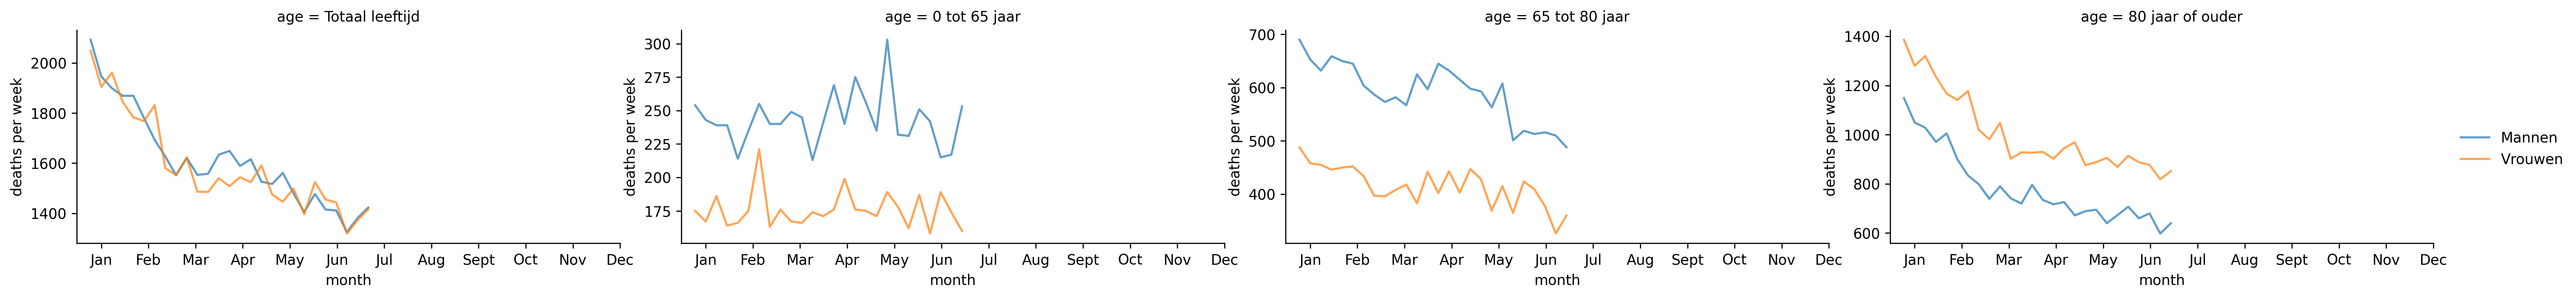 age = Totaal leeftijd
deaths per week
2000
1800
1600
1400
Jan Feb Mar Apr May Jun Jul Aug Sept Oct Nov Dec
month
age = 0 tot 65 jaar
deaths per week
300
275
250
225
200
175
Jan Feb Mar Apr May Jun Jul Aug Sept Oct Nov Dec
month
age = 65 tot 80 jaar
deaths per week
700
600
500
400
Jan Feb Mar Apr May Jun Jul Aug Sept Oct Nov Dec
month
age = 80 jaar of ouder
deaths per week
1400
1200
1000
800
600
Jan Feb Mar Apr May Jun Jul Aug Sept Oct Nov Dec
month
Mannen
Vrouwen